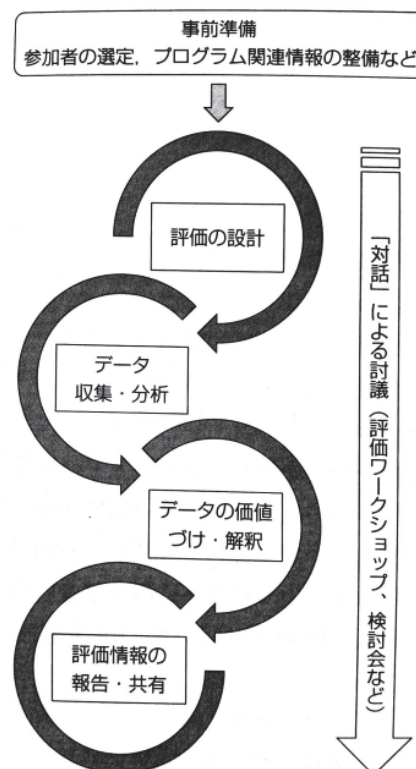 事前準備
参加者の選定，プログラム関連情報の整備など
評価の設計
データ
収集・分析
データの価値
づけ・解釈
評価情報の
報告・共有
「対話」による討議（評価ワークショップ、検討会など）